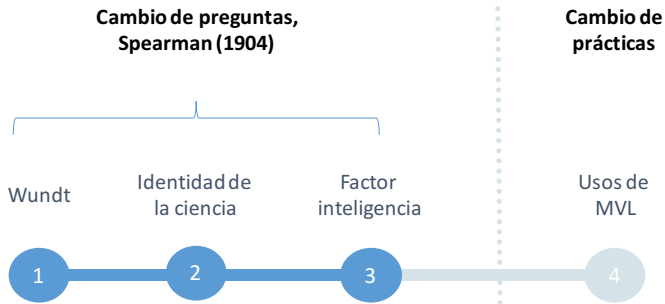 Cambio de preguntas,
Spearman (1904)
Cambio de
prácticas
Wundt
Identidad de
la ciencia
Factor
inteligencia
Usos de
MVL
1
2
3
4